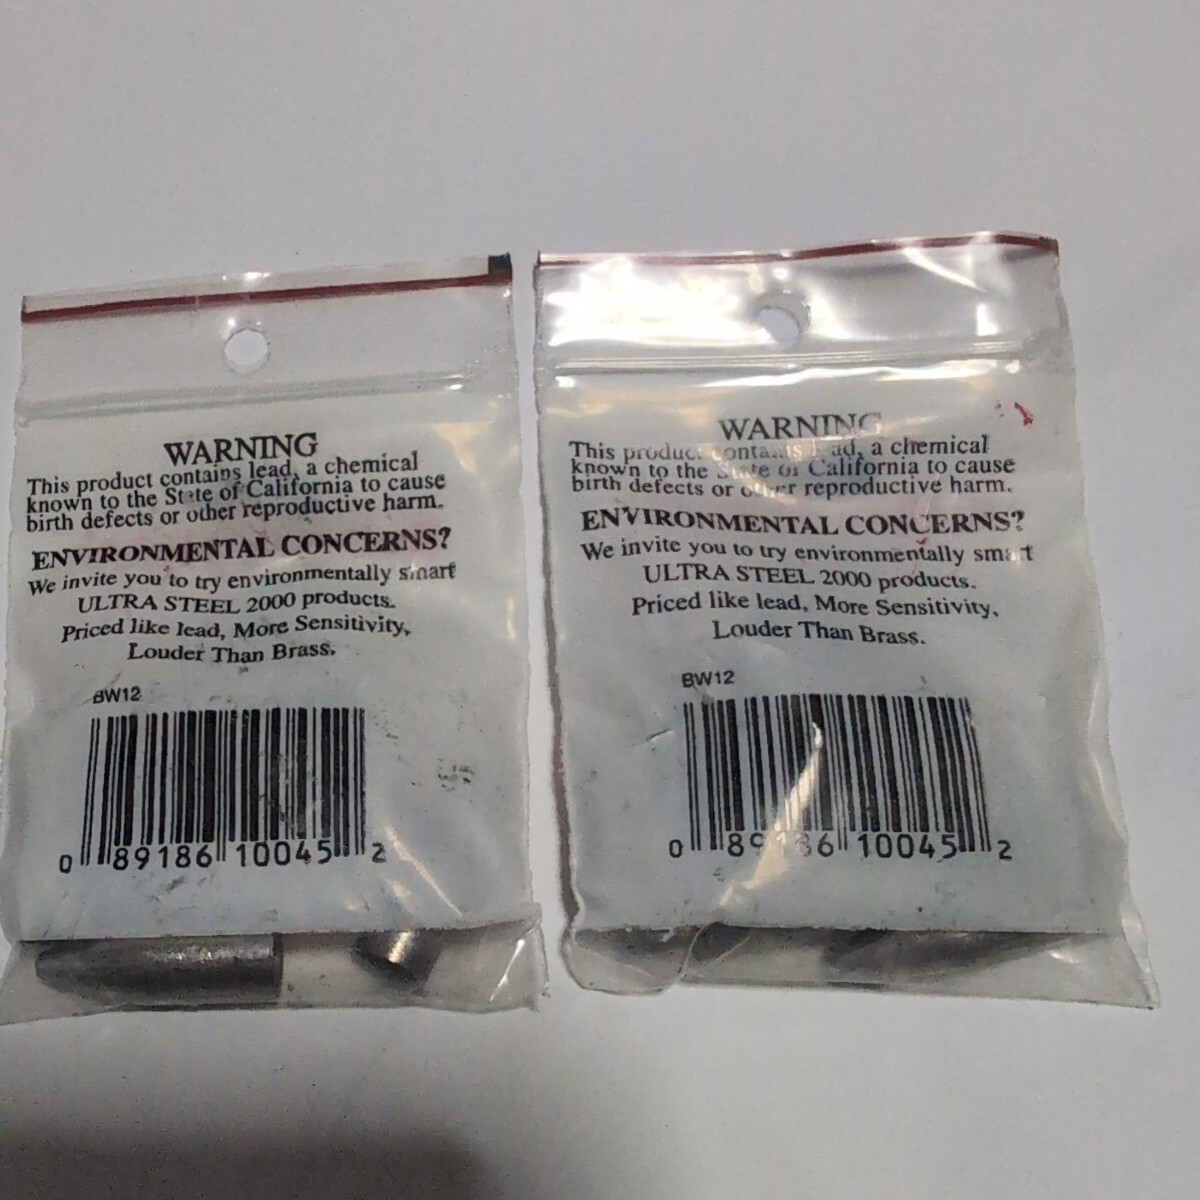 WARNING
This product contains lead, a chemical
known to the State of California to cause
birth defects or other reproductive harm.
ENVIRONMENTAL CONCERNS?
We invite you to try environmentally smart
ULTRA STEEL 2000 products.
Priced like lead, More Sensitivity,
Louder Than Brass.
BW12
0 89186 10045 2
WARNING
This product contains lead, a chemical
known to the State of California to cause
birth defects or other reproductive harm.
ENVIRONMENTAL CONCERNS?
We invite you to try environmentally smart
ULTRA STEEL 2000 products.
Priced like lead, More Sensitivity,
Louder Than Brass.
BW12
0 89186 10045 2